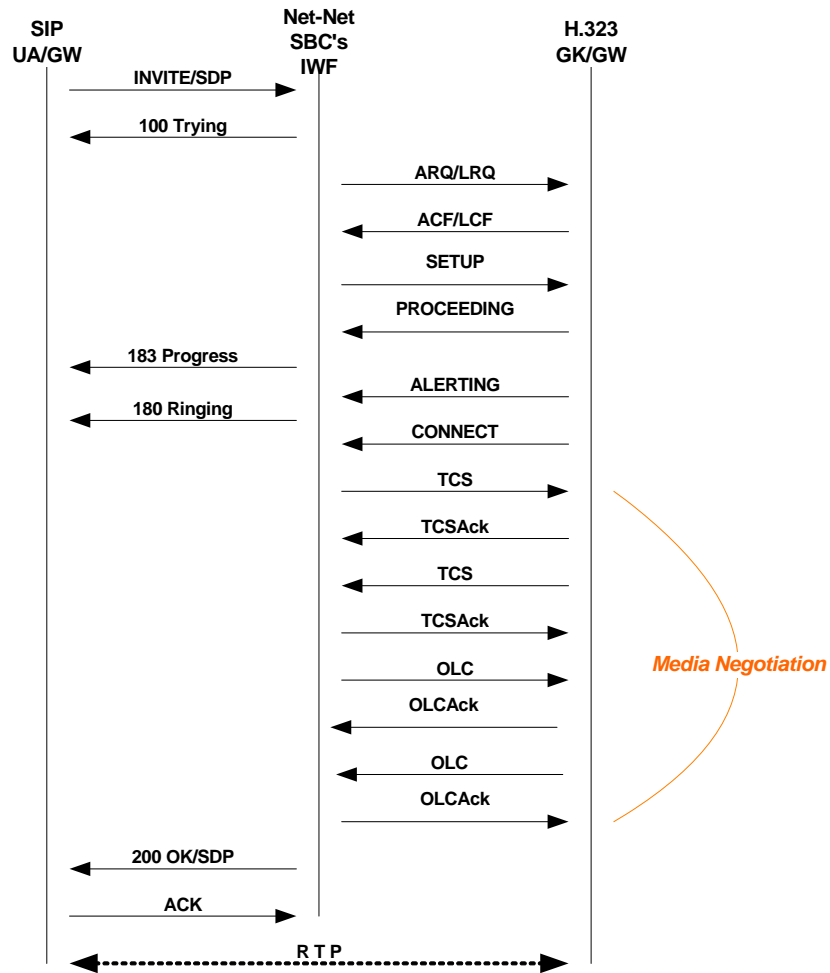 SIP
UA/GW
Net-Net
SBC's
IWF
H.323
GK/GW
INVITE/SDP
100 Trying
ARQ/LRQ
ACF/LCF
SETUP
PROCEEDING
183 Progress
ALERTING
180 Ringing
CONNECT
TCS
TCSAck
TCS
TCSAck
Media Negotiation
OLC
OLCAck
OLC
OLCAck
200 OK/SDP
ACK
R T P